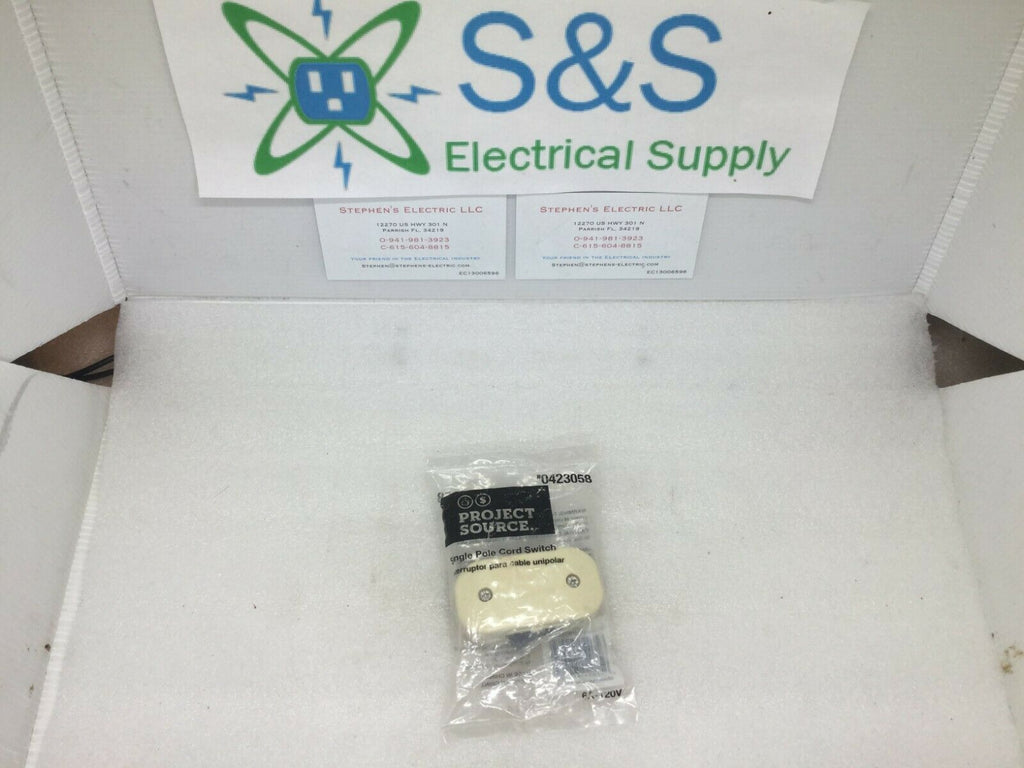 S&S
Electrical Supply
STEPHEN'S ELECTRIC LLC
12270 US HWY 301 N
PARRISH FL, 34219
O-941-981-3923
C-615-604-8815
YOUR FRIEND IN THE ELECTRICAL INDUSTRY
STEPHEN@STEPHENS-ELECTRIC.COM
EC13006596
STEPHEN'S ELECTRIC LLC
12270 US HWY 301 N
PARRISH FL, 34219
O-941-981-3923
C-615-604-8815
YOUR FRIEND IN THE ELECTRICAL INDUSTRY
STEPHEN@STEPHENS-ELECTRIC.COM
EC13006596
#0423058
PROJECT
SOURCE
Pole Cord Switch
para cable unipolar
120V